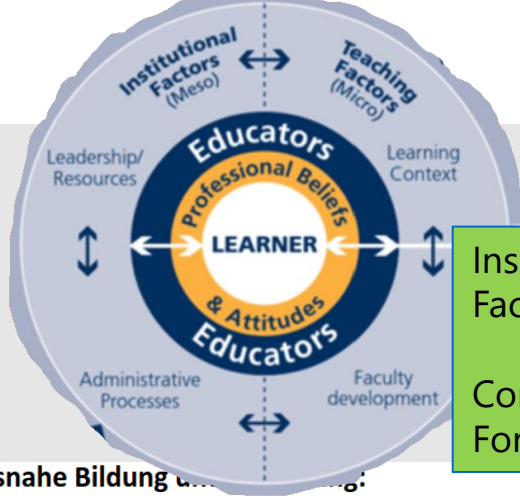 Institutional
Factors
(Meso)
Teaching
Factors
(Micro)
Leadership/
Resources
Learning
Context
Educators
Professional Beliefs
LEARNER
& Attitudes
Educators
Administrative
Processes
Faculty
development
Ins
Fac
Cor
For
snahe Bildung